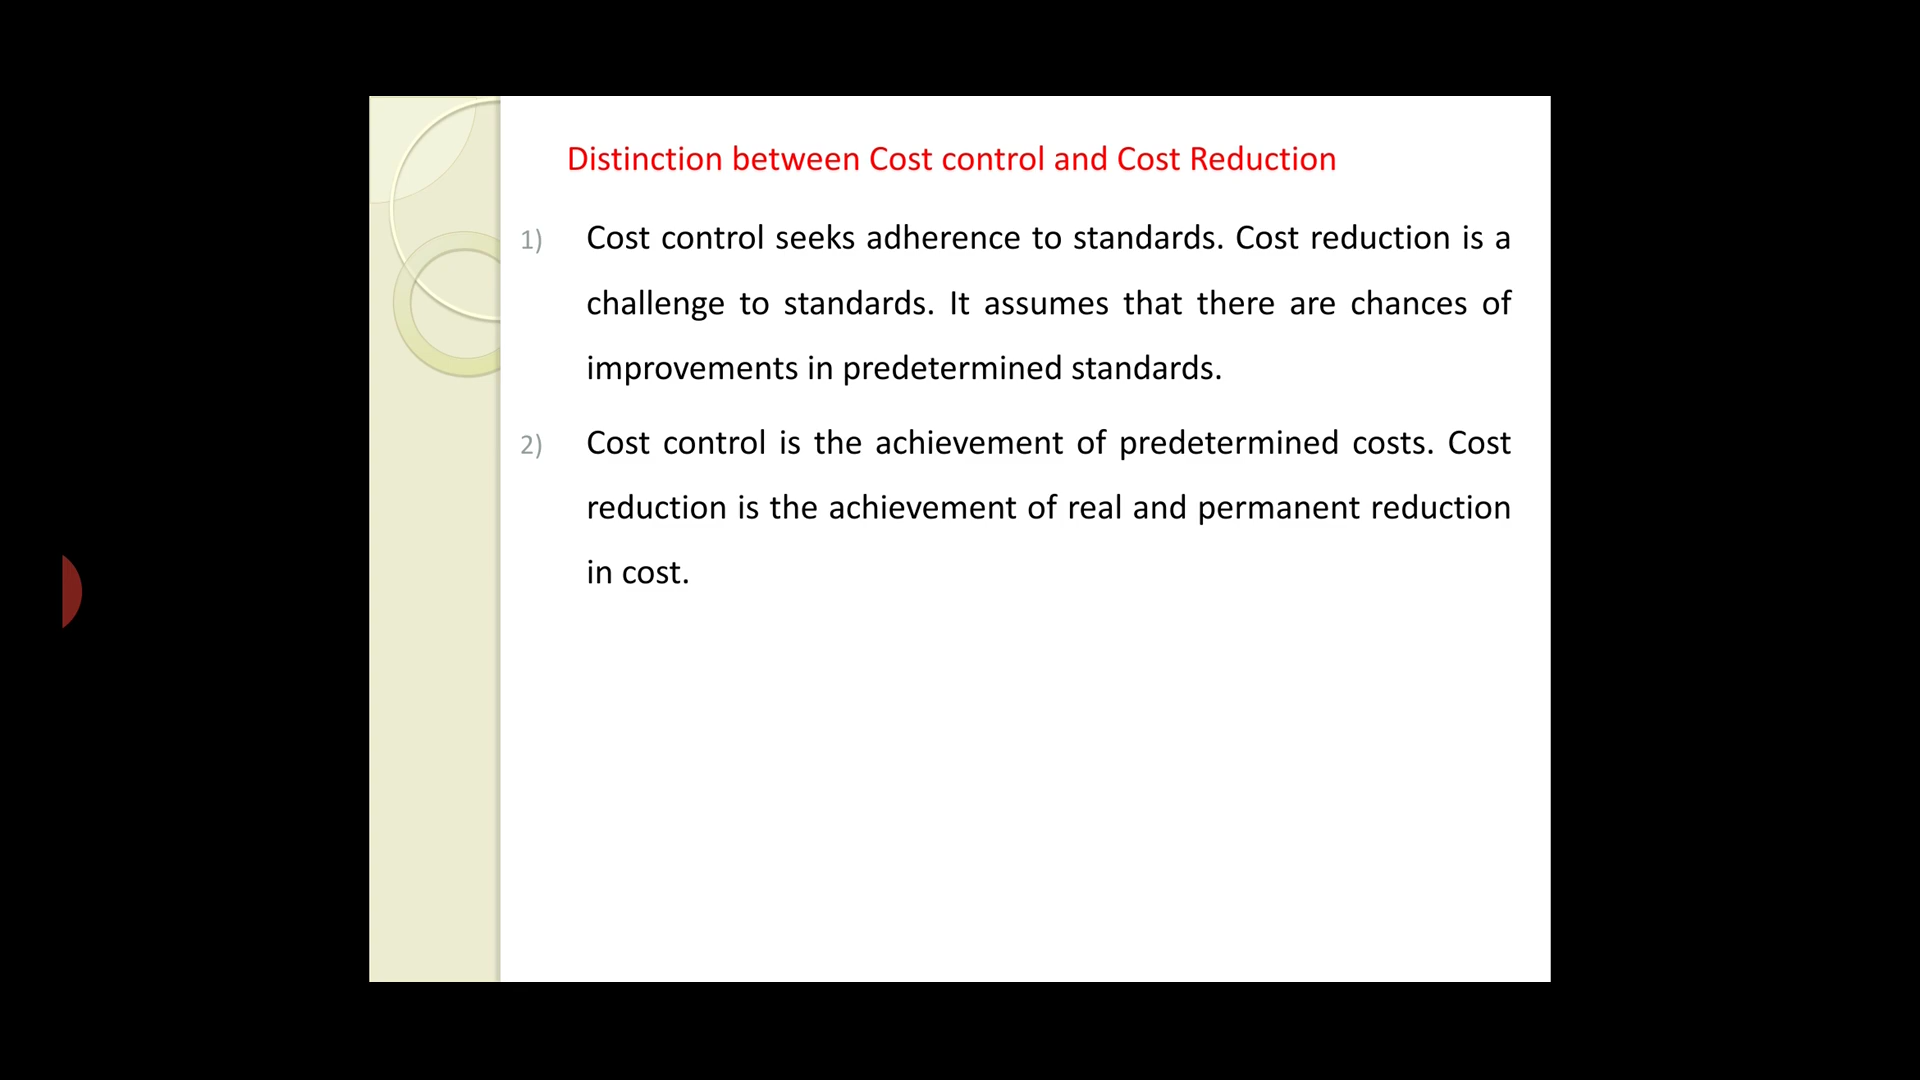 Distinction between Cost control and Cost Reduction
1) Cost control seeks adherence to standards. Cost reduction is a
challenge to standards. It assumes that there are chances of
improvements in predetermined standards.
2) Cost control is the achievement of predetermined costs. Cost
reduction is the achievement of real and permanent reduction
in cost.